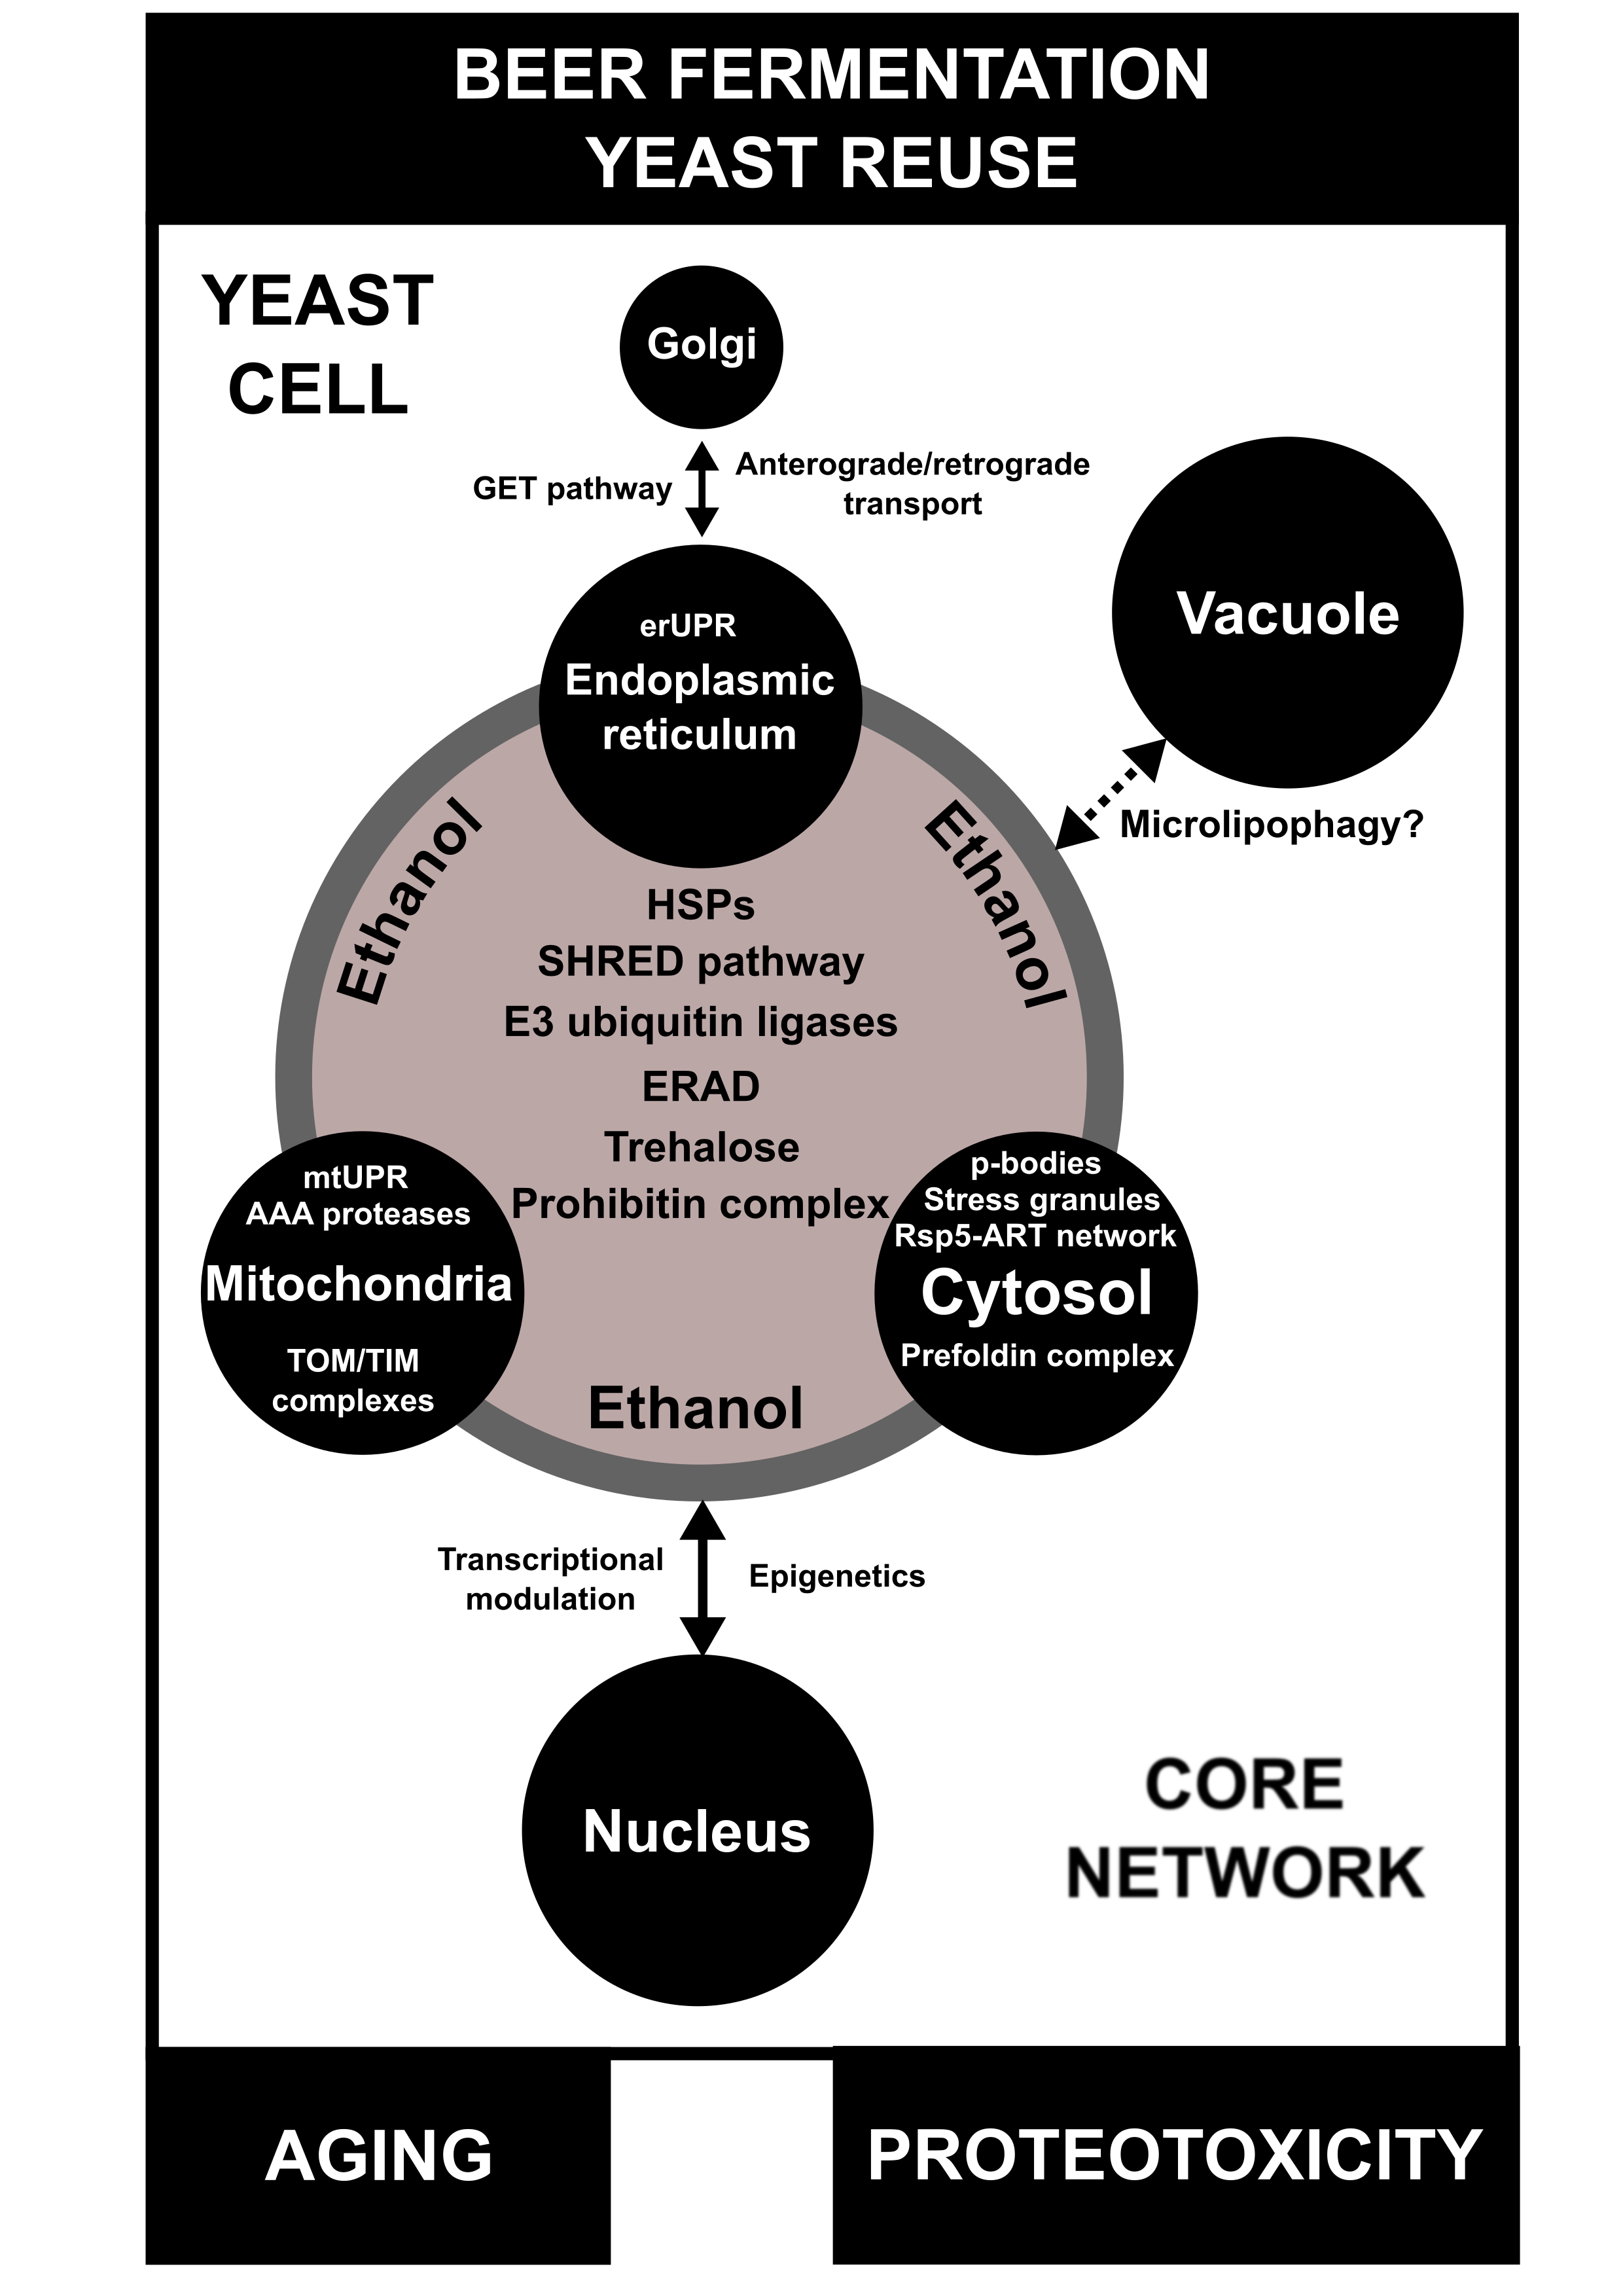 BEER FERMENTATION
YEAST REUSE
YEAST
CELL
Golgi
GET pathway
Anterograde/retrograde
transport
Vacuole
erUPR
Endoplasmic
reticulum
Microlipophagy?
Ethanol
Ethanol
HSPs
SHRED pathway
E3 ubiquitin ligases
ERAD
Trehalose
Prohibitin complex
mtUPR
AAA proteases
Mitochondria
TOM/TIM
complexes
p-bodies
Stress granules
Rsp5-ART network
Cytosol
Prefoldin complex
Ethanol
Transcriptional
modulation
Epigenetics
Nucleus
CORE
NETWORK
AGING
PROTEOTOXICITY